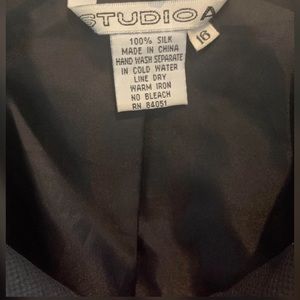 STUDIO A
16
100% SILK
MADE IN CHINA
HAND WASH SEPARATE
IN COLD WATER
LINE DRY
WARM IRON
NO BLEACH
RN 84051